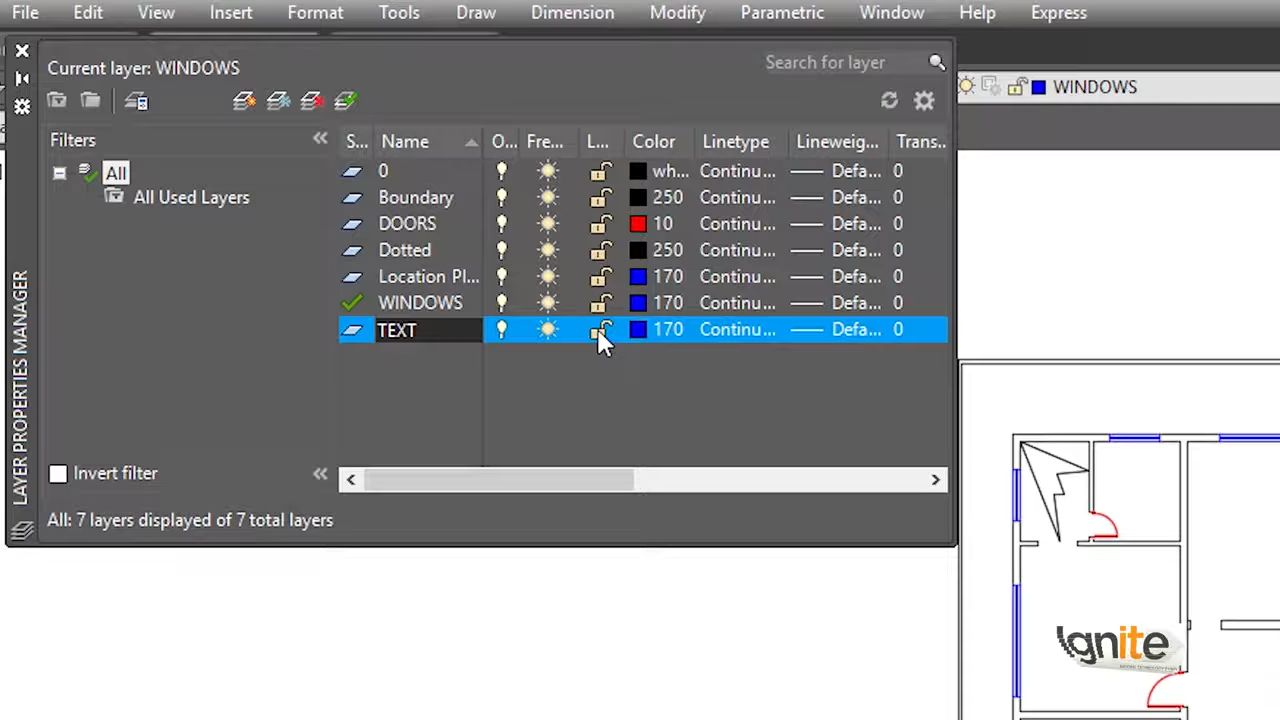 File Edit View Insert Format Tools Draw Dimension Modify Parametric Window Help Express
Current layer: WINDOWS
Search for layer
WINDOWS
Filters
S... Name O... Fre... L... Color Linetype Lineweig... Trans..
All
All Used Layers
0 wh... Continu... Defa... 0
Boundary 250 Continu... Defa... 0
DOORS 10 Continu... Defa... 0
Dotted 250 Continu... Defa... 0
Location Pl... 170 Continu... Defa... 0
WINDOWS 170 Continu... Defa... 0
TEXT 170 Continu... Defa... 0
LAYER PROPERTIES MANAGER
Invert filter
All: 7 layers displayed of 7 total layers
Ignite